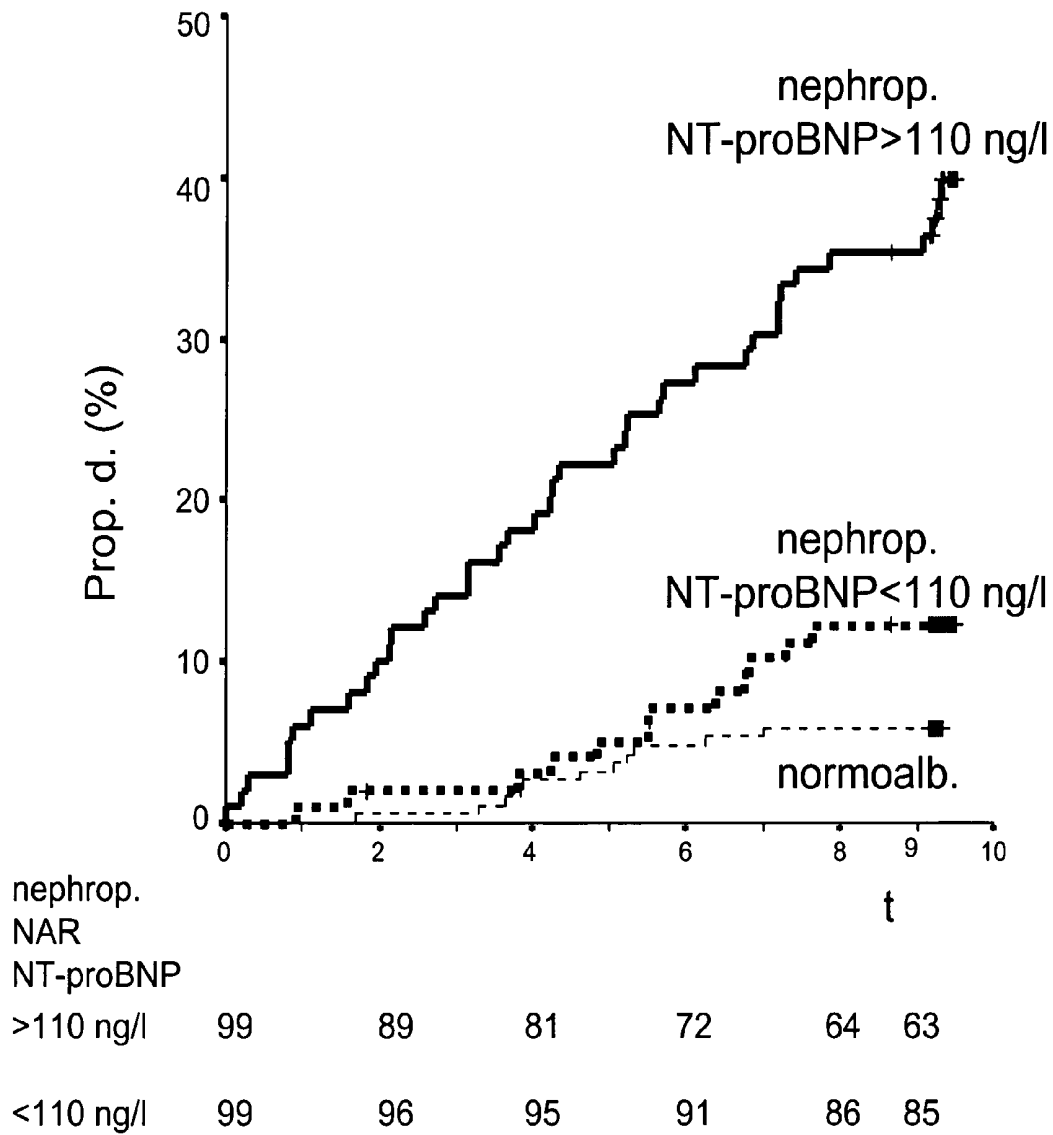 50
nephrop.
NT-proBNP>110 ng/l
40
30
Prop. d. (%)
20
nephrop.
NT-proBNP<110 ng/l
10
normoalb.
0
0 2 4 6 8 9 10
t
nephrop.
NAR
NT-proBNP
>110 ng/l 99 89 81 72 64 63
<110 ng/l 99 96 95 91 86 85